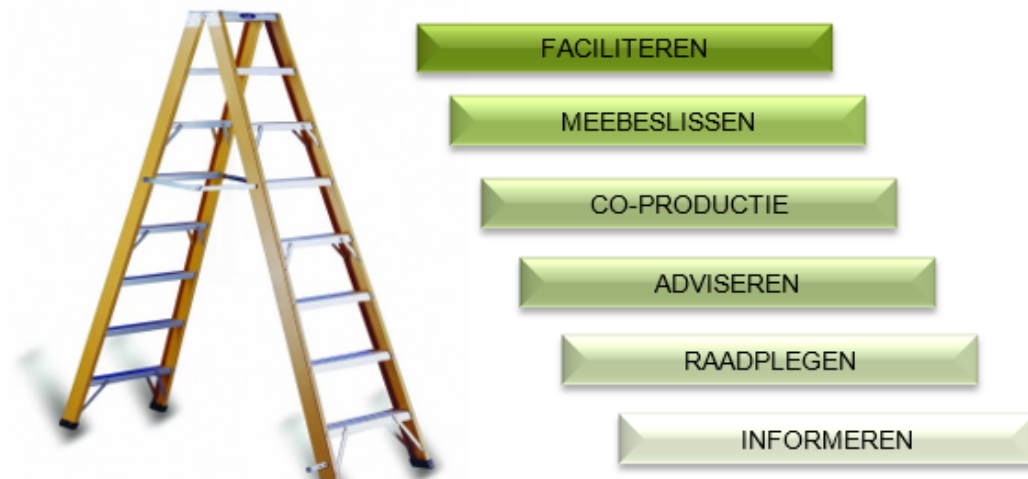 FACILITEREN
MEEBESLISSEN
CO-PRODUCTIE
ADVISEREN
RAADPLEGEN
INFORMEREN